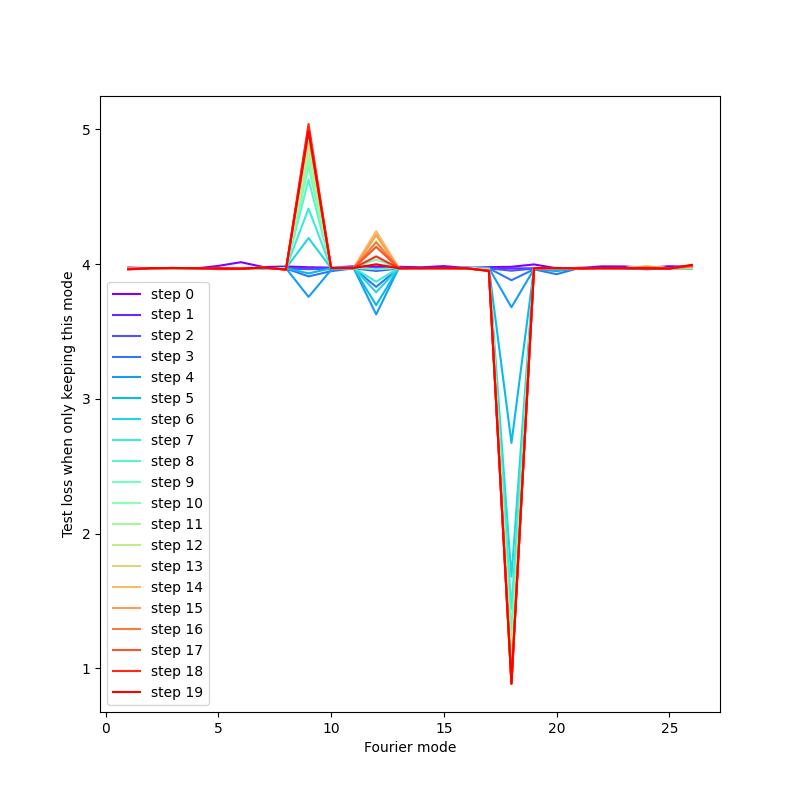 5
4
3
2
1
Test loss when only keeping this mode
step 0
step 1
step 2
step 3
step 4
step 5
step 6
step 7
step 8
step 9
step 10
step 11
step 12
step 13
step 14
step 15
step 16
step 17
step 18
step 19
0 5 10 15 20 25
Fourier mode